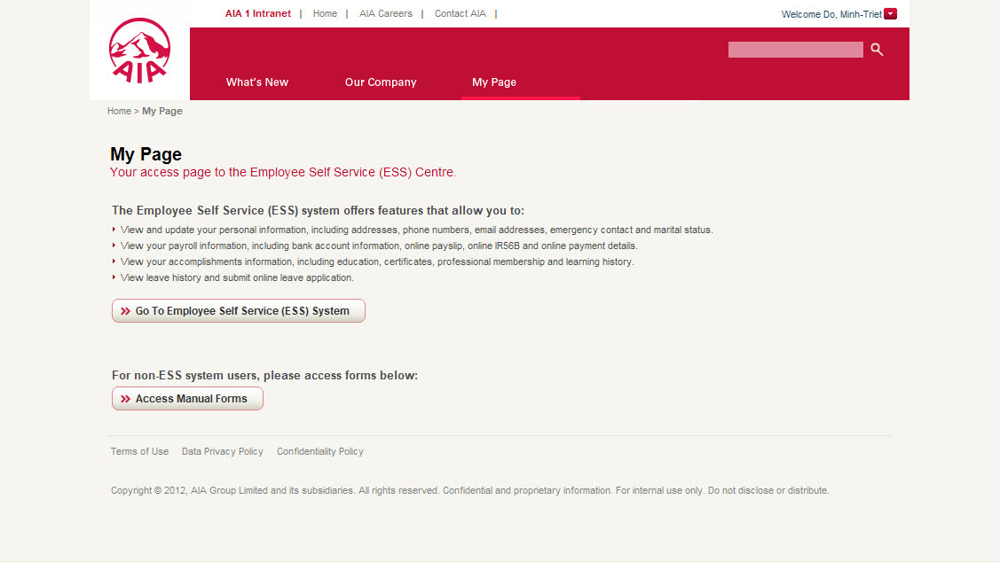 AIA 1 Intranet | Home | AIA Careers | Contact AIA |
Welcome Do, Minh-Triet
AIA
What's New Our Company My Page
Home > My Page
My Page
Your access page to the Employee Self Service (ESS) Centre.
The Employee Self Service (ESS) system offers features that allow you to:
View and update your personal information, including addresses, phone numbers, email addresses, emergency contact and marital status.
View your payroll information, including bank account information, online payslip, online IR56B and online payment details.
View your accomplishments information, including education, certificates, professional membership and learning history.
View leave history and submit online leave application.
Go To Employee Self Service (ESS) System
For non-ESS system users, please access forms below:
Access Manual Forms
Terms of Use Data Privacy Policy Confidentiality Policy
Copyright © 2012, AIA Group Limited and its subsidiaries. All rights reserved. Confidential and proprietary information. For internal use only. Do not disclose or distribute.